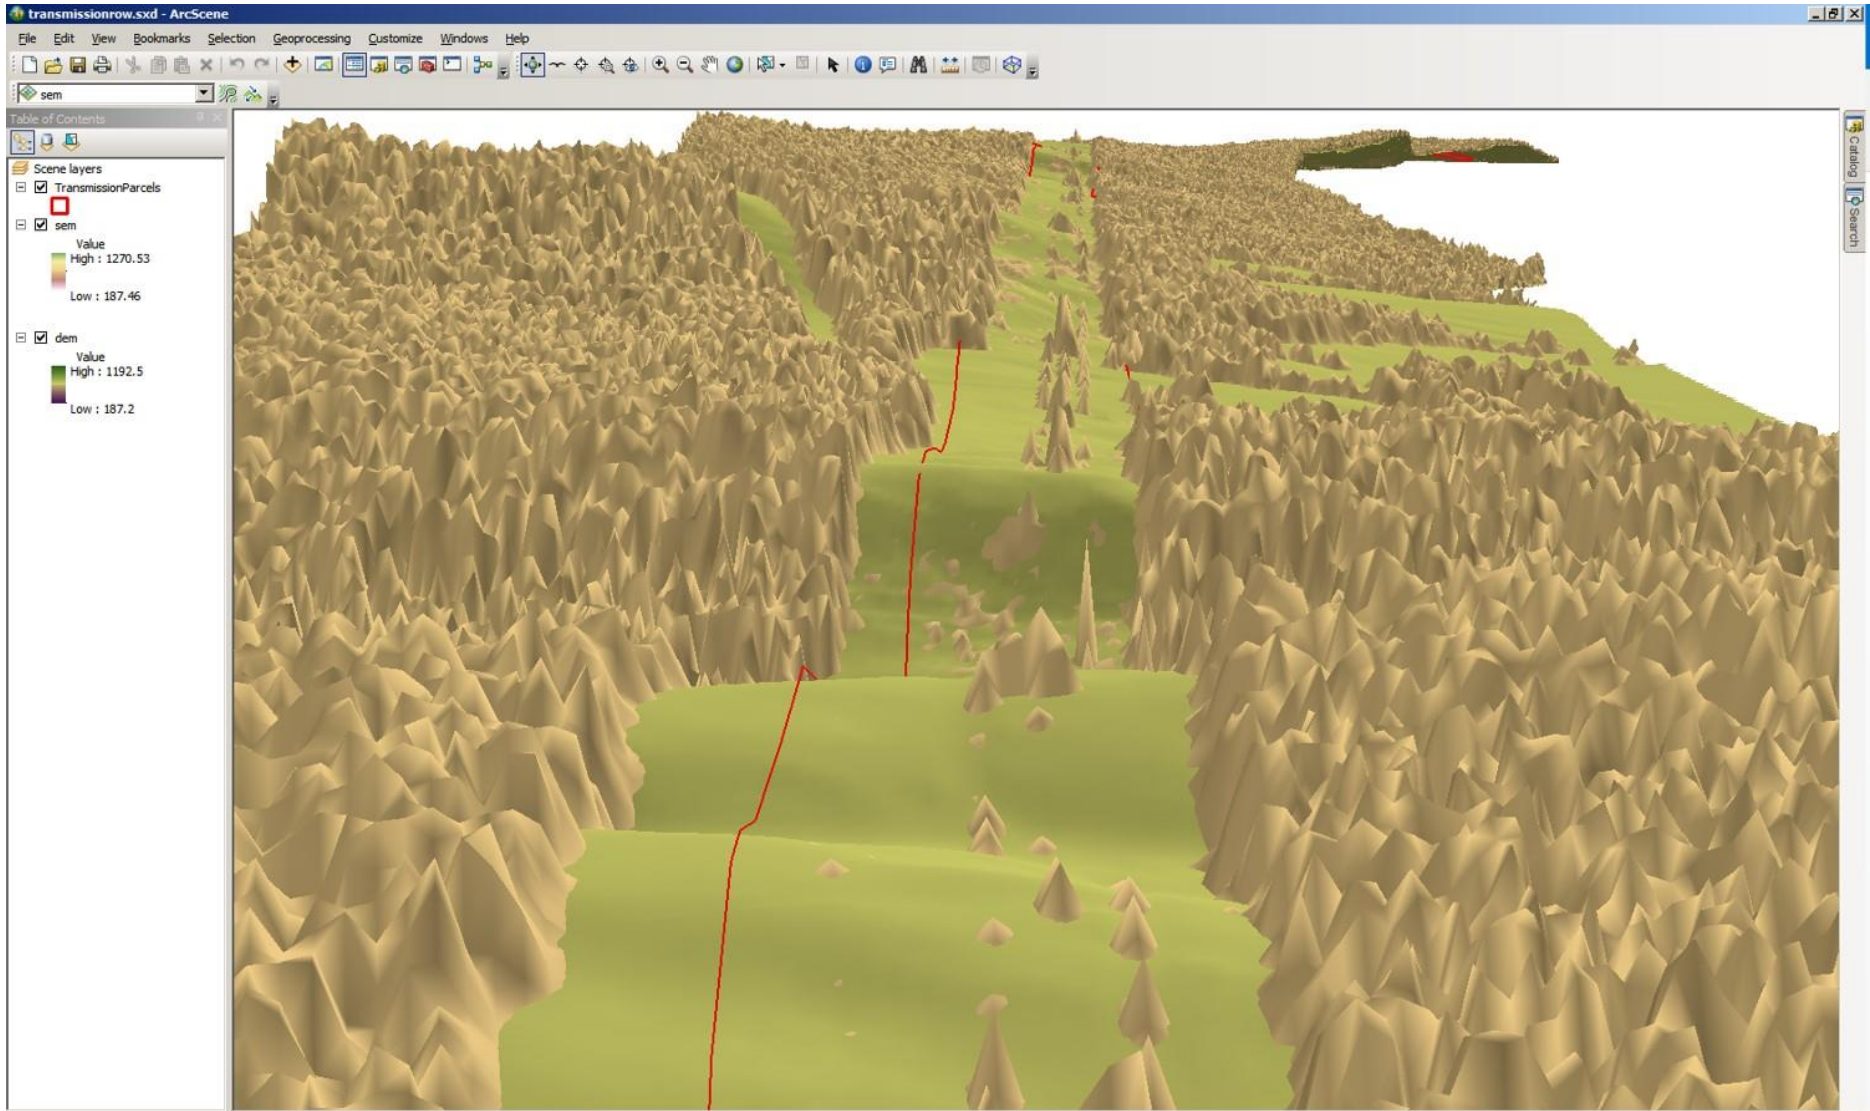 transmissionrow.sxd - ArcScene
File Edit View Bookmarks Selection Geoprocessing Customize Windows Help
sem
Table of Contents
Scene layers
TransmissionParcels
sem
Value
High : 1270.53
Low : 187.46
dem
Value
High : 1192.5
Low : 187.2
Catalog
Search